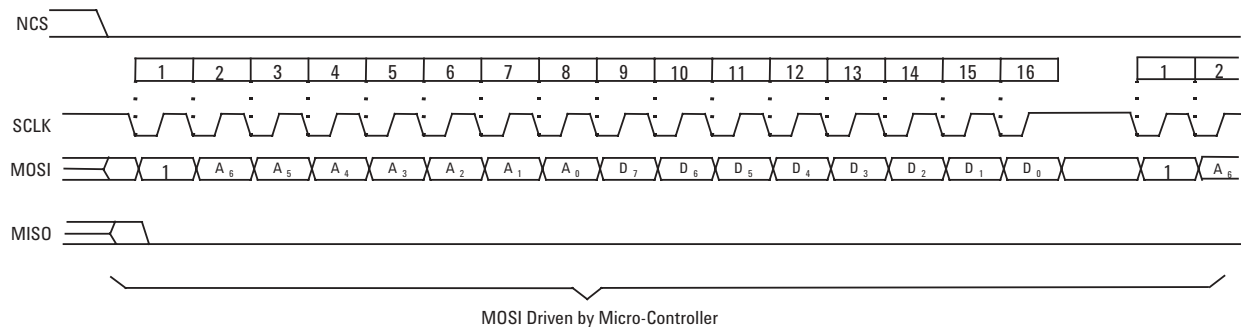 NCS
1 2 3 4 5 6 7 8 9 10 11 12 13 14 15 16 1 2
SCLK
MOSI 1 A6 A5 A4 A3 A2 A1 A0 D7 D6 D5 D4 D3 D2 D1 D0 1 A6
MISO
MOSI Driven by Micro-Controller